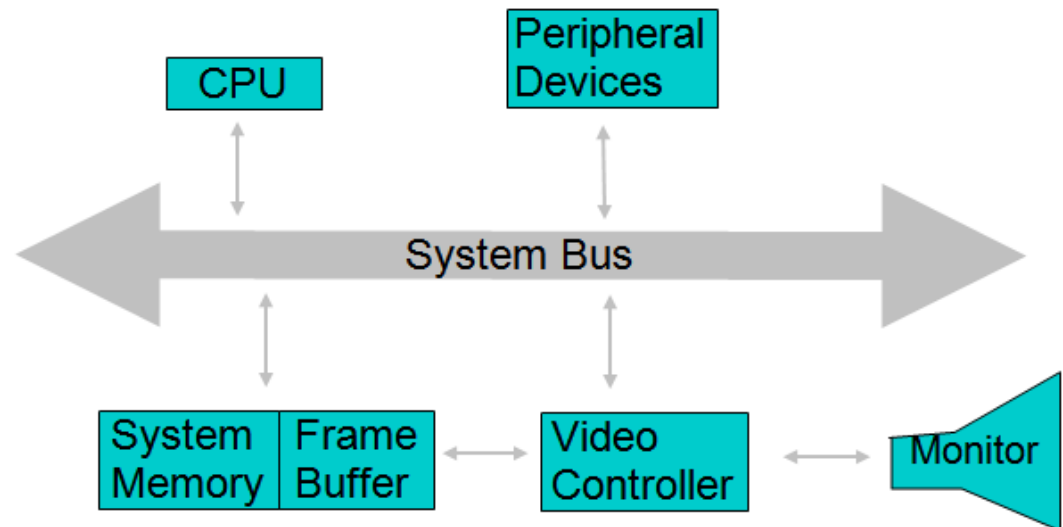 CPU
Peripheral
Devices
System Bus
System
Memory
Frame
Buffer
Video
Controller
Monitor